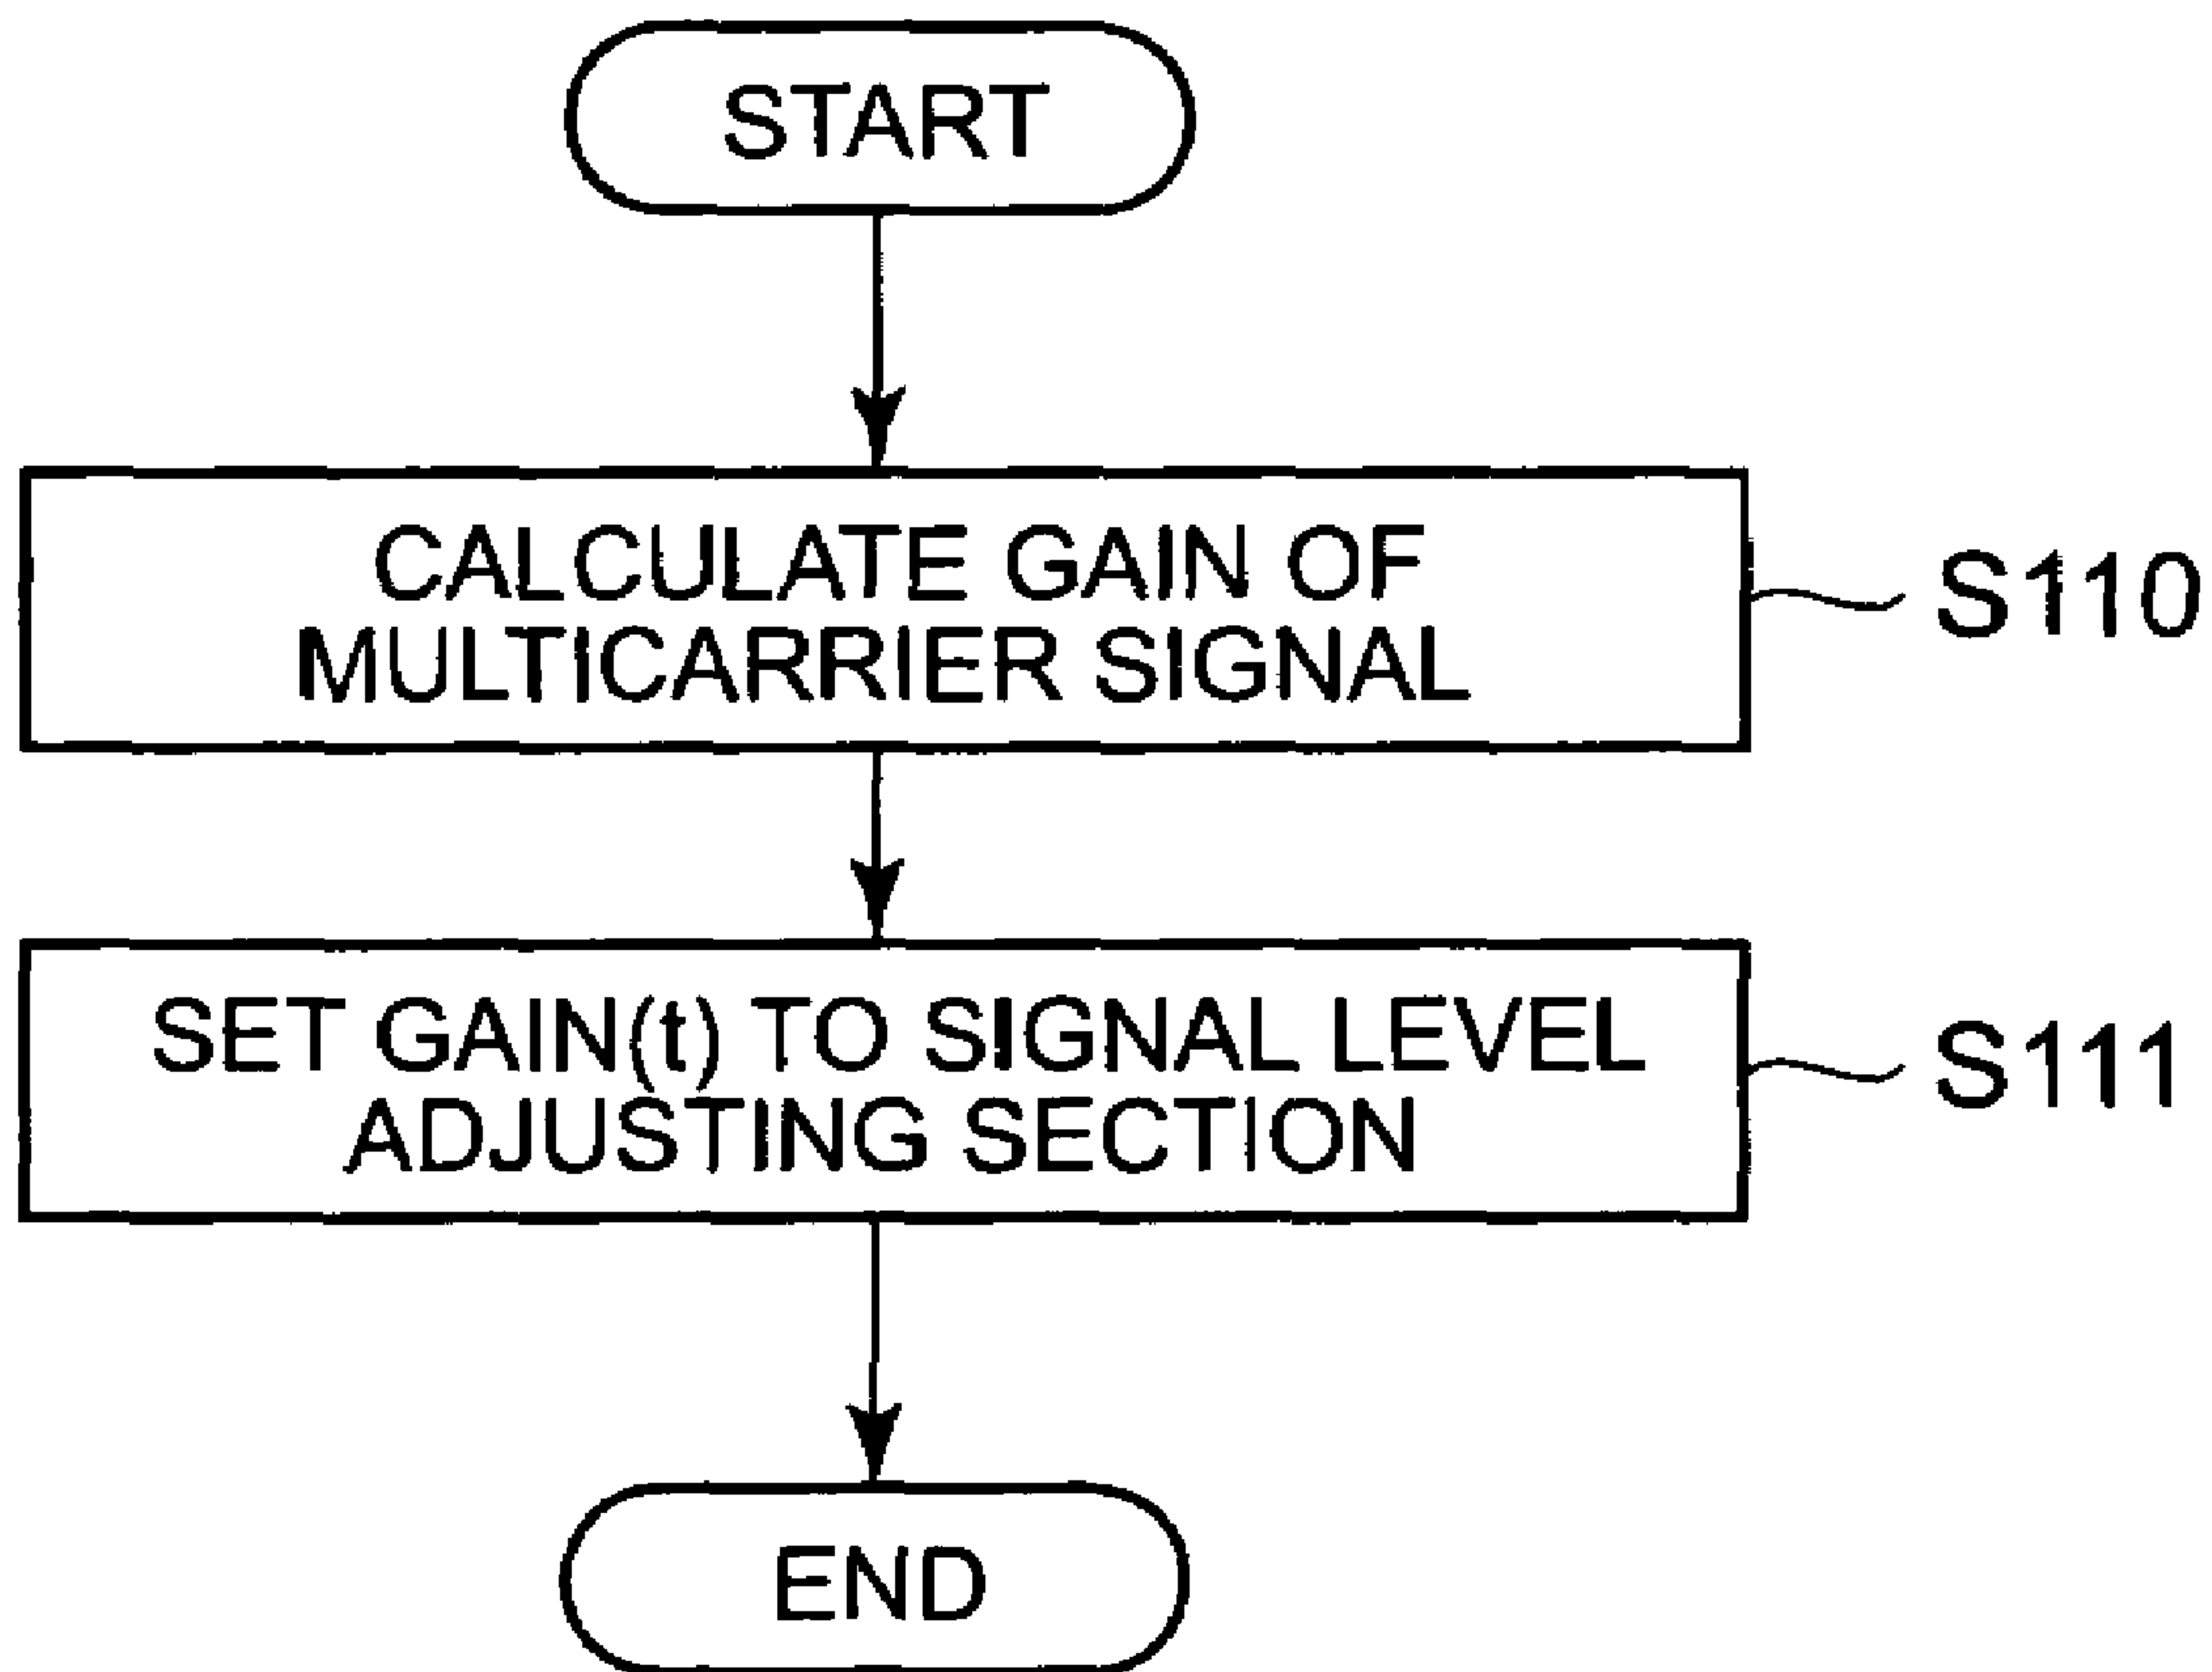 START
CALCULATE GAIN OF
MULTICARRIER SIGNAL
S110
SET GAIN(t) TO SIGNAL LEVEL
ADJUSTING SECTION
S111
END